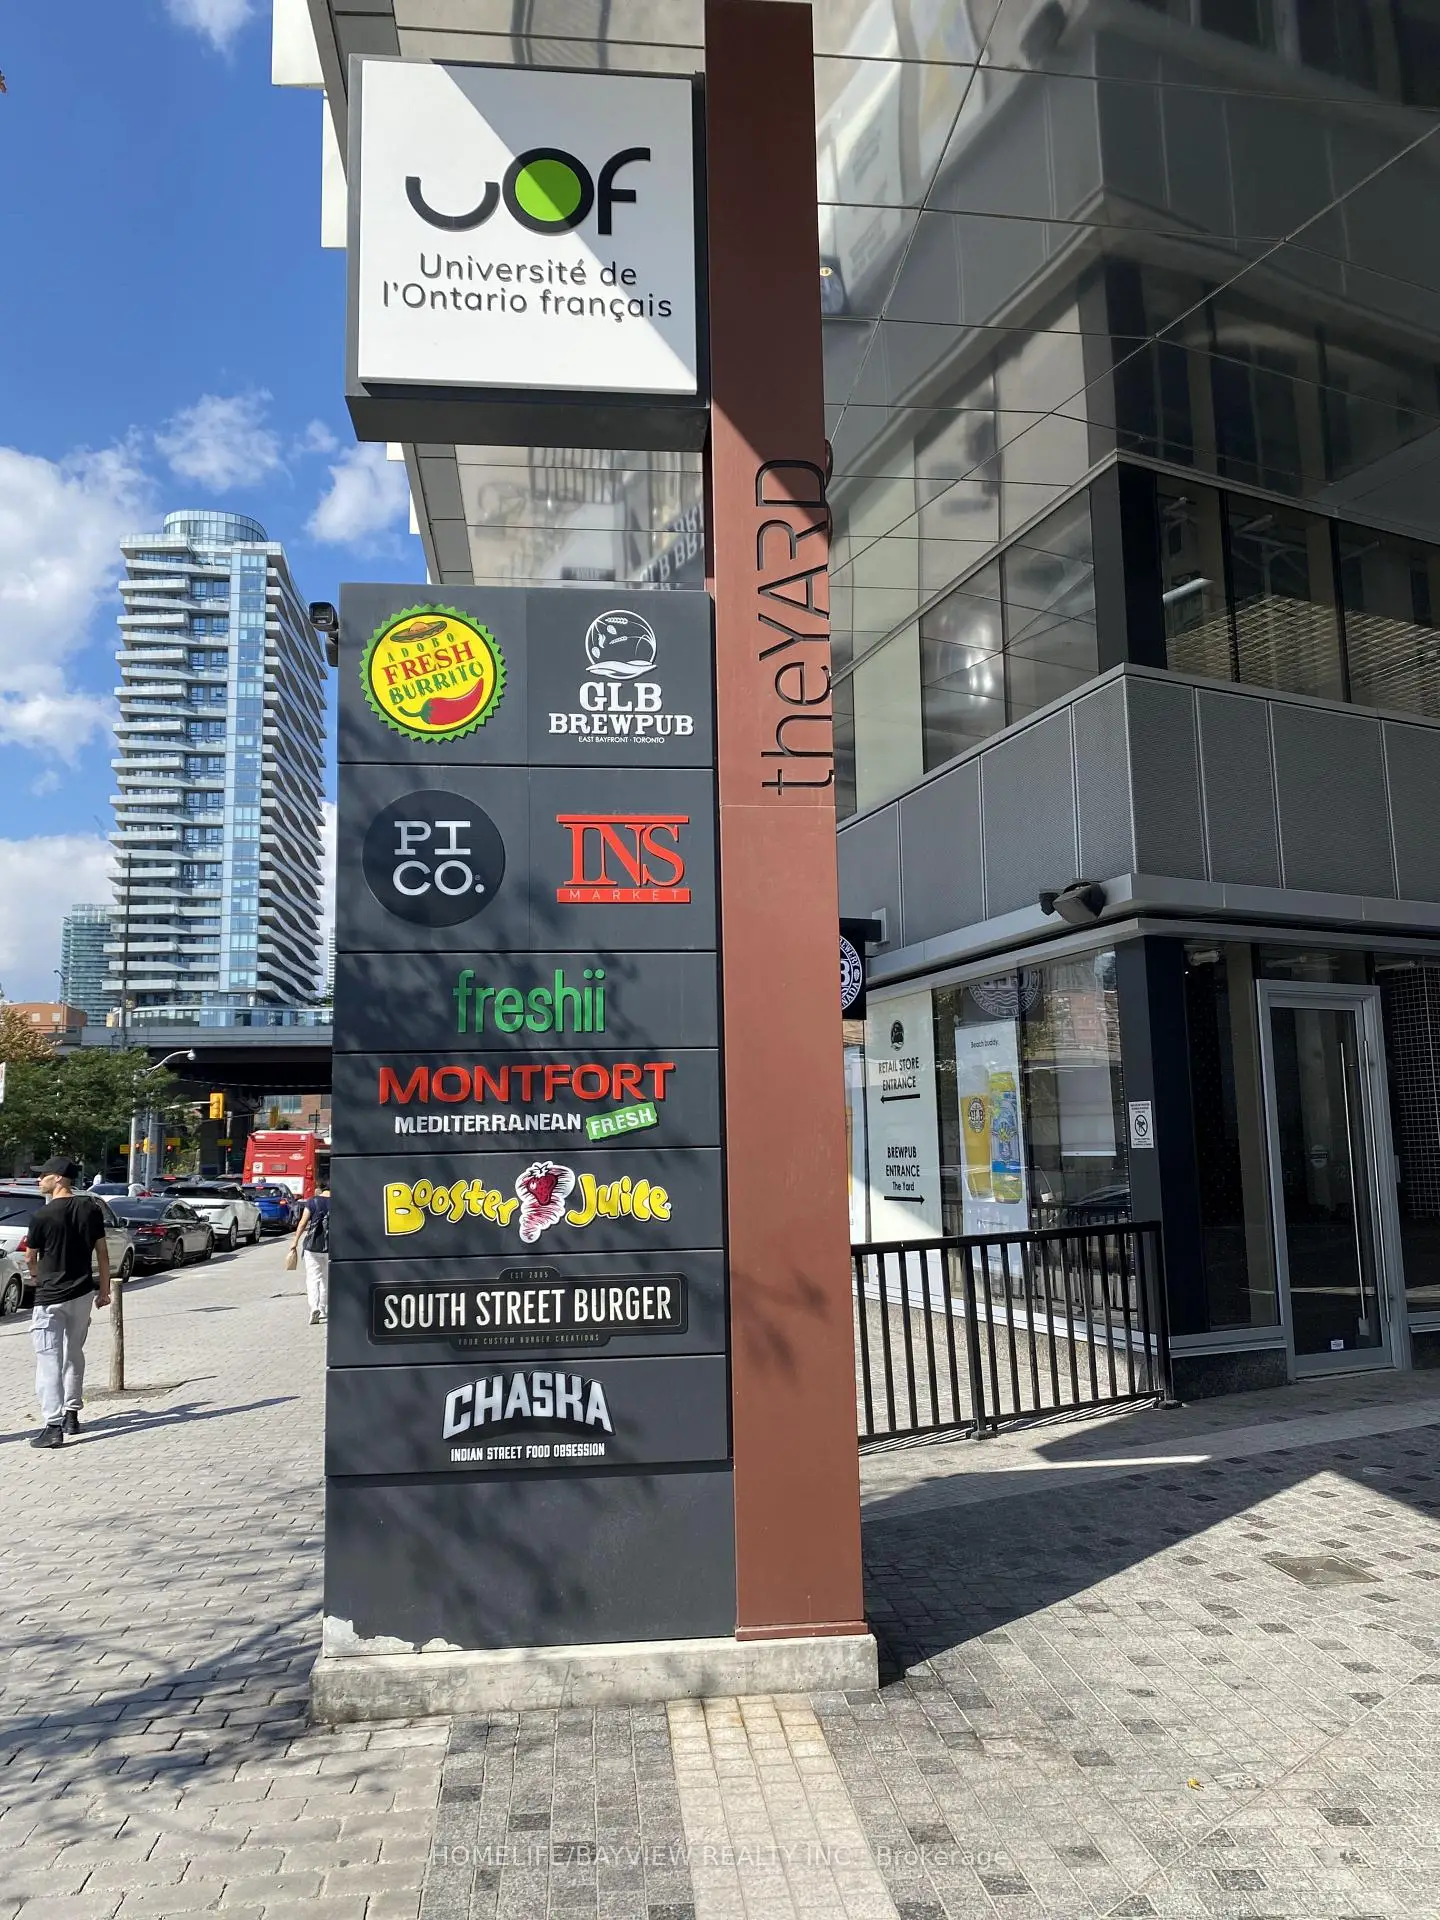 uof
Université de
l'Ontario français
theYARD
ADOBO
FRESH
BURRITO
GLB
BREWPUB
EAST BAYFRONT · TORONTO
PI
CO.
INS
MARKET
freshii
MONTFORT
MEDITERRANEAN FRESH
Booster Juice
EST 2005
SOUTH STREET BURGER
YOUR CUSTOM BURGER CREATIONS
CHASKA
INDIAN STREET FOOD OBSESSION
RETAIL STORE
ENTRANCE
BREWPUB
ENTRANCE
The Yard
Beach buddy.
HOMELIFE/BAYVIEW REALTY INC., Brokerage